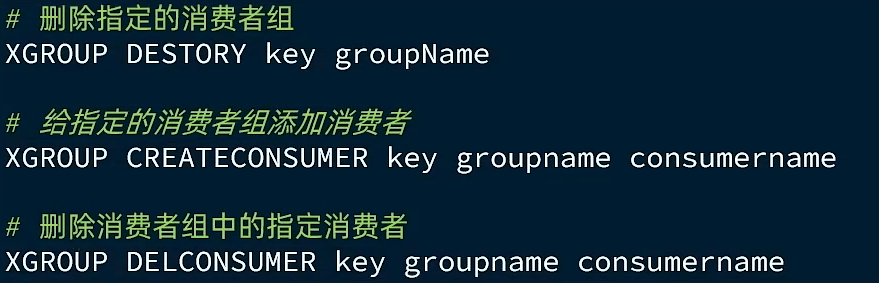 # 删除指定的消费者组
XGROUP DESTORY key groupName
# 给指定的消费者组添加消费者
XGROUP CREATECONSUMER key groupname consumername
# 删除消费者组中的指定消费者
XGROUP DELCONSUMER key groupname consumername